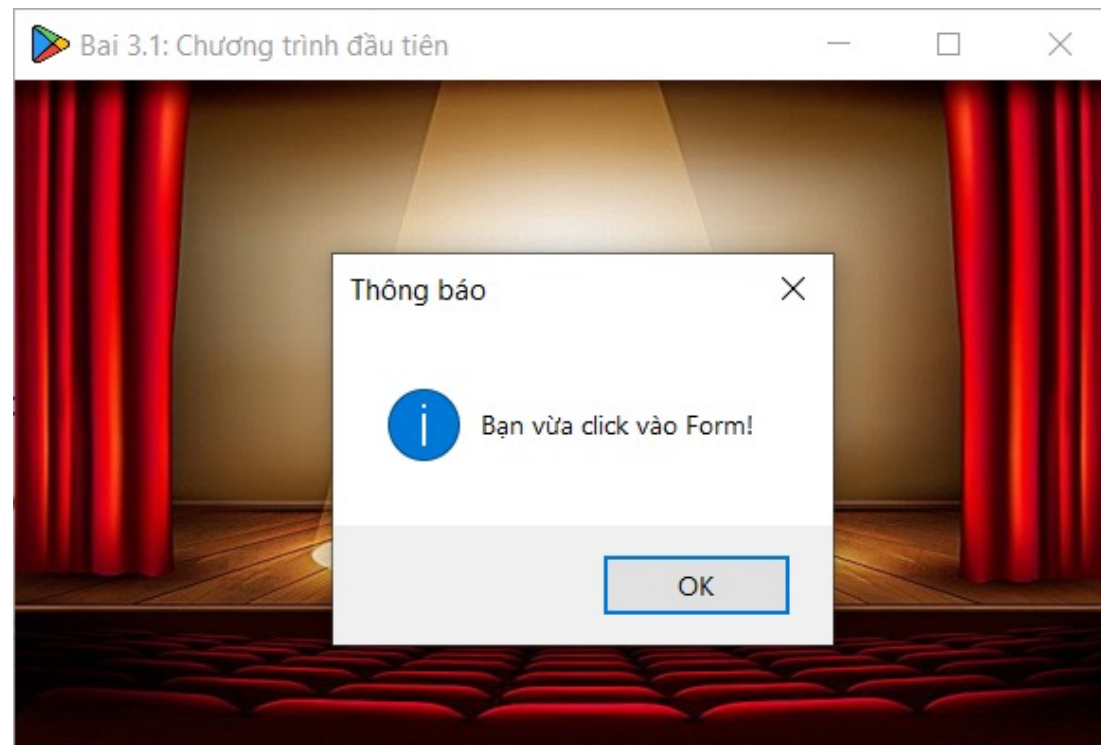 Bai 3.1: Chương trình đầu tiên
Thông báo
Bạn vừa click vào Form!
OK